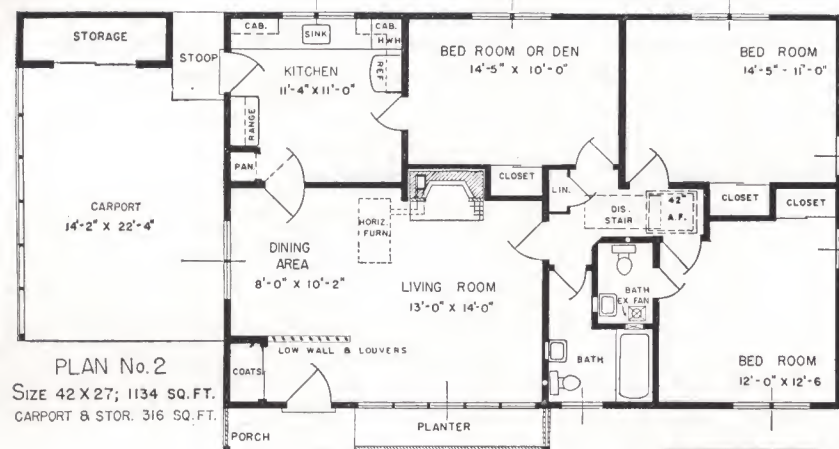 STORAGE
STOOP
CAB.
SINK
CAB.
HWH
REF.
KITCHEN
11'-4" X 11'-0"
RANGE
PAN.
BED ROOM OR DEN
14'-5" X 10'-0"
BED ROOM
14'-5" - 11'-0"
CARPORT
14'-2" X 22'-4"
CLOSET
LIN.
DIS.
STAIR
42"
A.F.
CLOSET
CLOSET
HORIZ.
FURN.
DINING
AREA
8'-0" X 10'-2"
LIVING ROOM
13'-0" X 14'-0"
BATH
EX FAN
LOW WALL & LOUVERS
COATS
BATH
BED ROOM
12'-0" X 12'-6
PLAN No. 2
SIZE 42 X 27; 1134 SQ. FT.
CARPORT & STOR. 316 SQ. FT.
PORCH
PLANTER